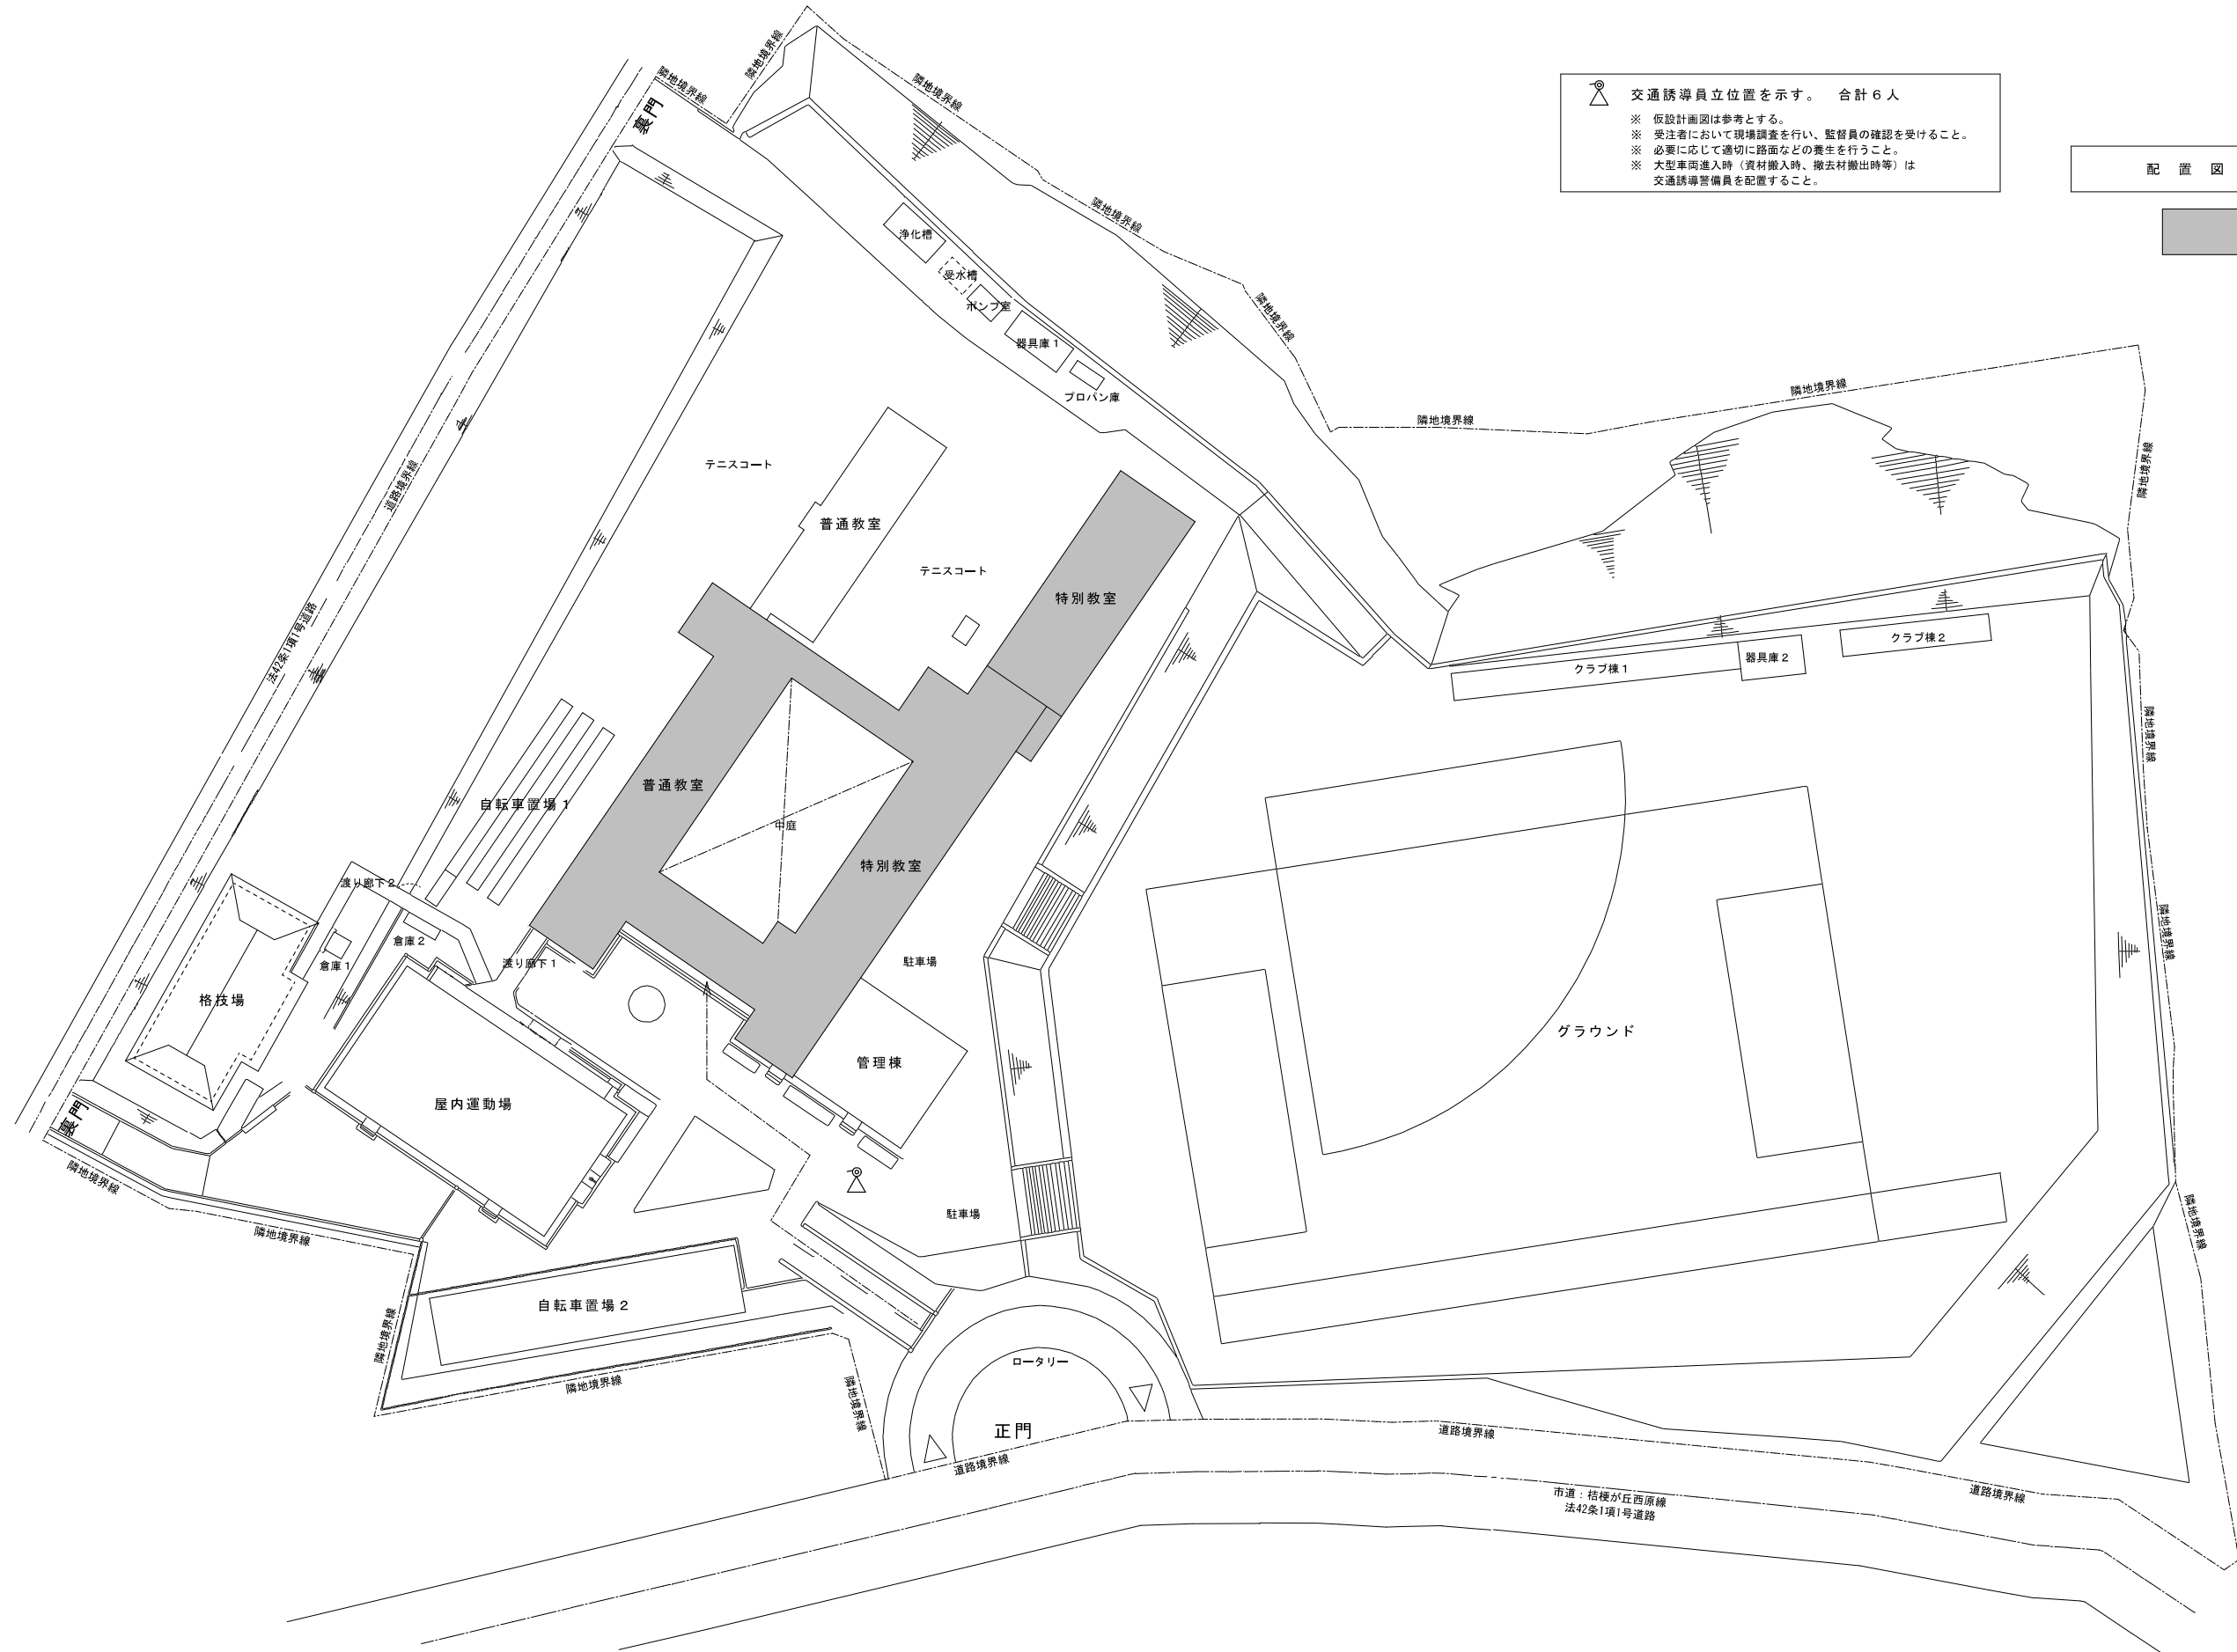 交通誘導員立位置を示す。　合計６人
※　仮設計画図は参考とする。
※　受注者において現場調査を行い、監督員の確認を受けること。
※　必要に応じて適切に路面などの養生を行うこと。
※　大型車両進入時（資材搬入時、撤去材搬出時等）は
交通誘導警備員を配置すること。
配　置　図
隣地境界線
隣地境界線
隣地境界線
裏門
隣地境界線
隣地境界線
浄化槽
受水槽
ポンプ室
器具庫１
プロパン庫
隣地境界線
隣地境界線
隣地境界線
道路境界線
テニスコート
普通教室
テニスコート
特別教室
法42条1項1号道路
クラブ棟１
器具庫２
クラブ棟２
隣地境界線
普通教室
自転車置場１
中庭
特別教室
渡り廊下２
倉庫２
倉庫１
渡り廊下１
駐車場
格技場
隣地境界線
グラウンド
管理棟
屋内運動場
裏門
隣地境界線
隣地境界線
駐車場
隣地境界線
自転車置場２
隣地境界線
隣地境界線
隣地境界線
ロータリー
正門
道路境界線
道路境界線
道路境界線
市道：桔梗が丘西原線
法42条1項1号道路